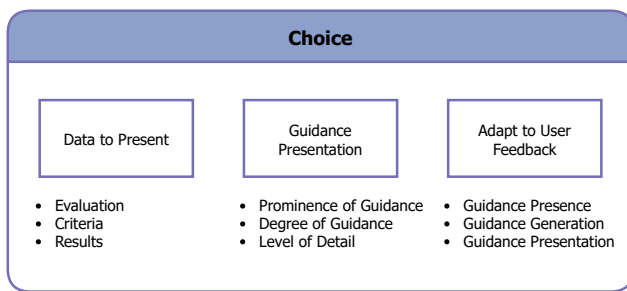 Choice
Data to Present
Guidance
Presentation
Adapt to User
Feedback
• Evaluation
• Criteria
• Results
• Prominence of Guidance
• Degree of Guidance
• Level of Detail
• Guidance Presence
• Guidance Generation
• Guidance Presentation